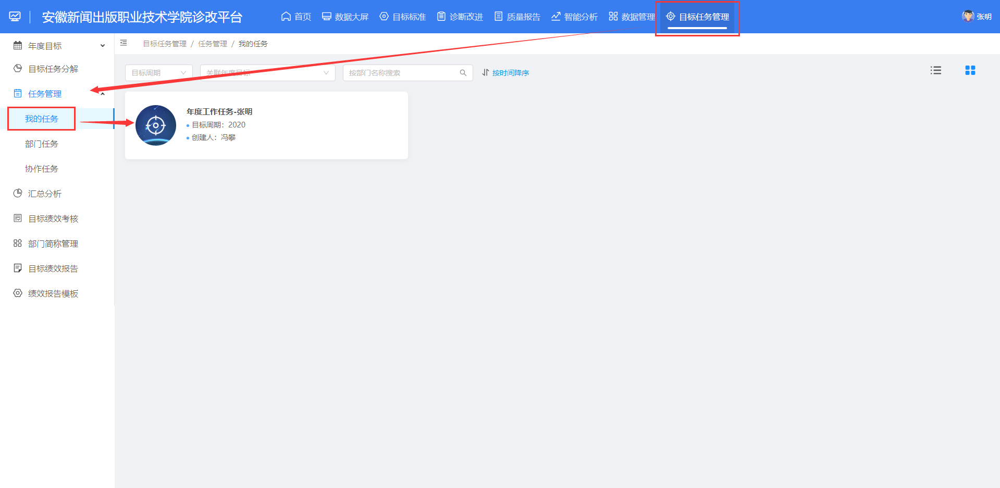 安徽新闻出版职业技术学院诊改平台
首页
数据大屏
目标标准
诊断改进
质量报告
智能分析
数据管理
目标任务管理
张明
年度目标
目标任务分解
任务管理
我的任务
部门任务
协作任务
汇总分析
目标绩效考核
部门简称管理
目标绩效报告
绩效报告模板
目标任务管理 / 任务管理 / 我的任务
目标周期
关联年度目标
按部门名称搜索
按时间降序
年度工作任务-张明
目标周期：2020
创建人：冯攀